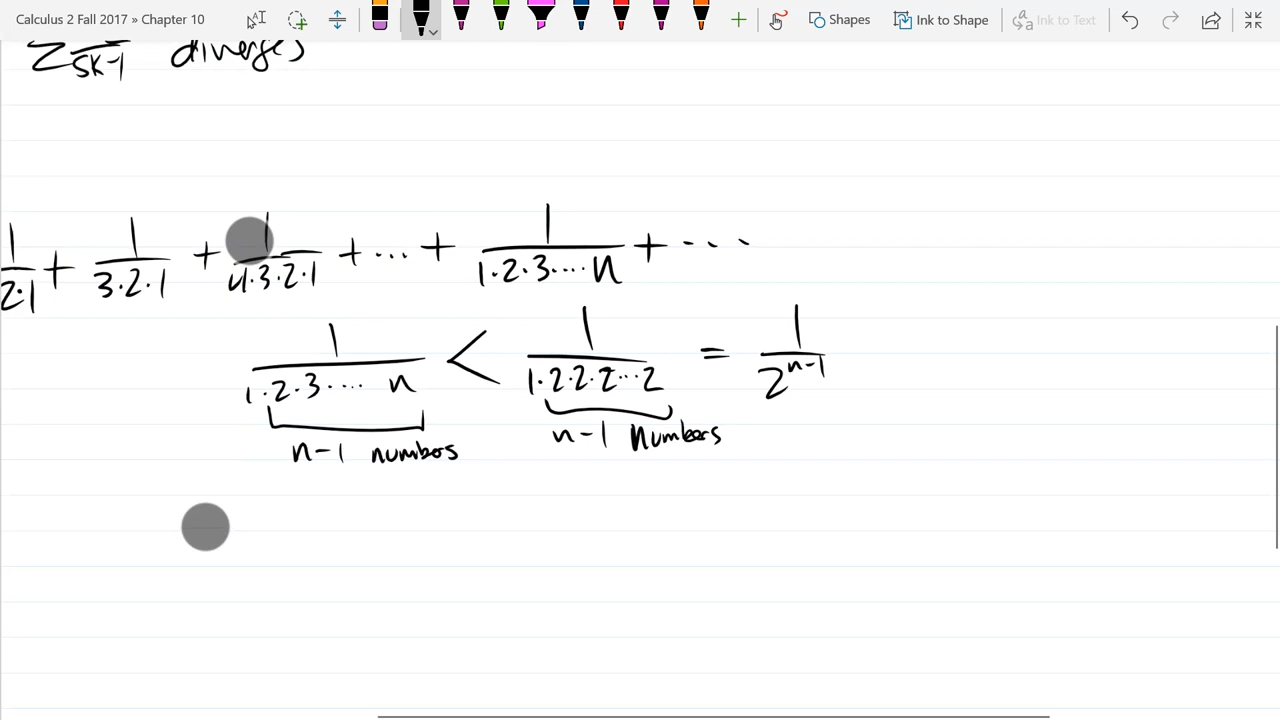 Calculus 2 Fall 2017 » Chapter 10 Shapes Ink to Shape Ink to Text
Σ 1/(5k-1) diverges
1/(2·1) + 1/(3·2·1) + 1/(4·3·2·1) + ... + 1/(1·2·3···· n) + ···
1/(1·2·3···· n) < 1/(1·2·2·2···2) = 1/2^(n-1)
n-1 numbers n-1 numbers